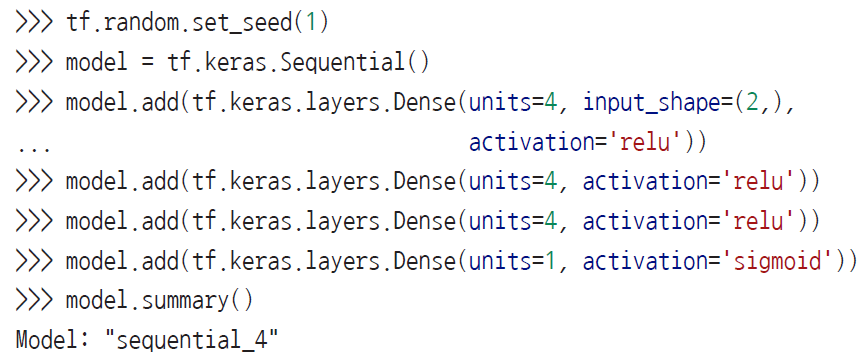 >>> tf.random.set_seed(1)
>>> model = tf.keras.Sequential()
>>> model.add(tf.keras.layers.Dense(units=4, input_shape=(2,),
...                                 activation='relu'))
>>> model.add(tf.keras.layers.Dense(units=4, activation='relu'))
>>> model.add(tf.keras.layers.Dense(units=4, activation='relu'))
>>> model.add(tf.keras.layers.Dense(units=1, activation='sigmoid'))
>>> model.summary()
Model: "sequential_4"